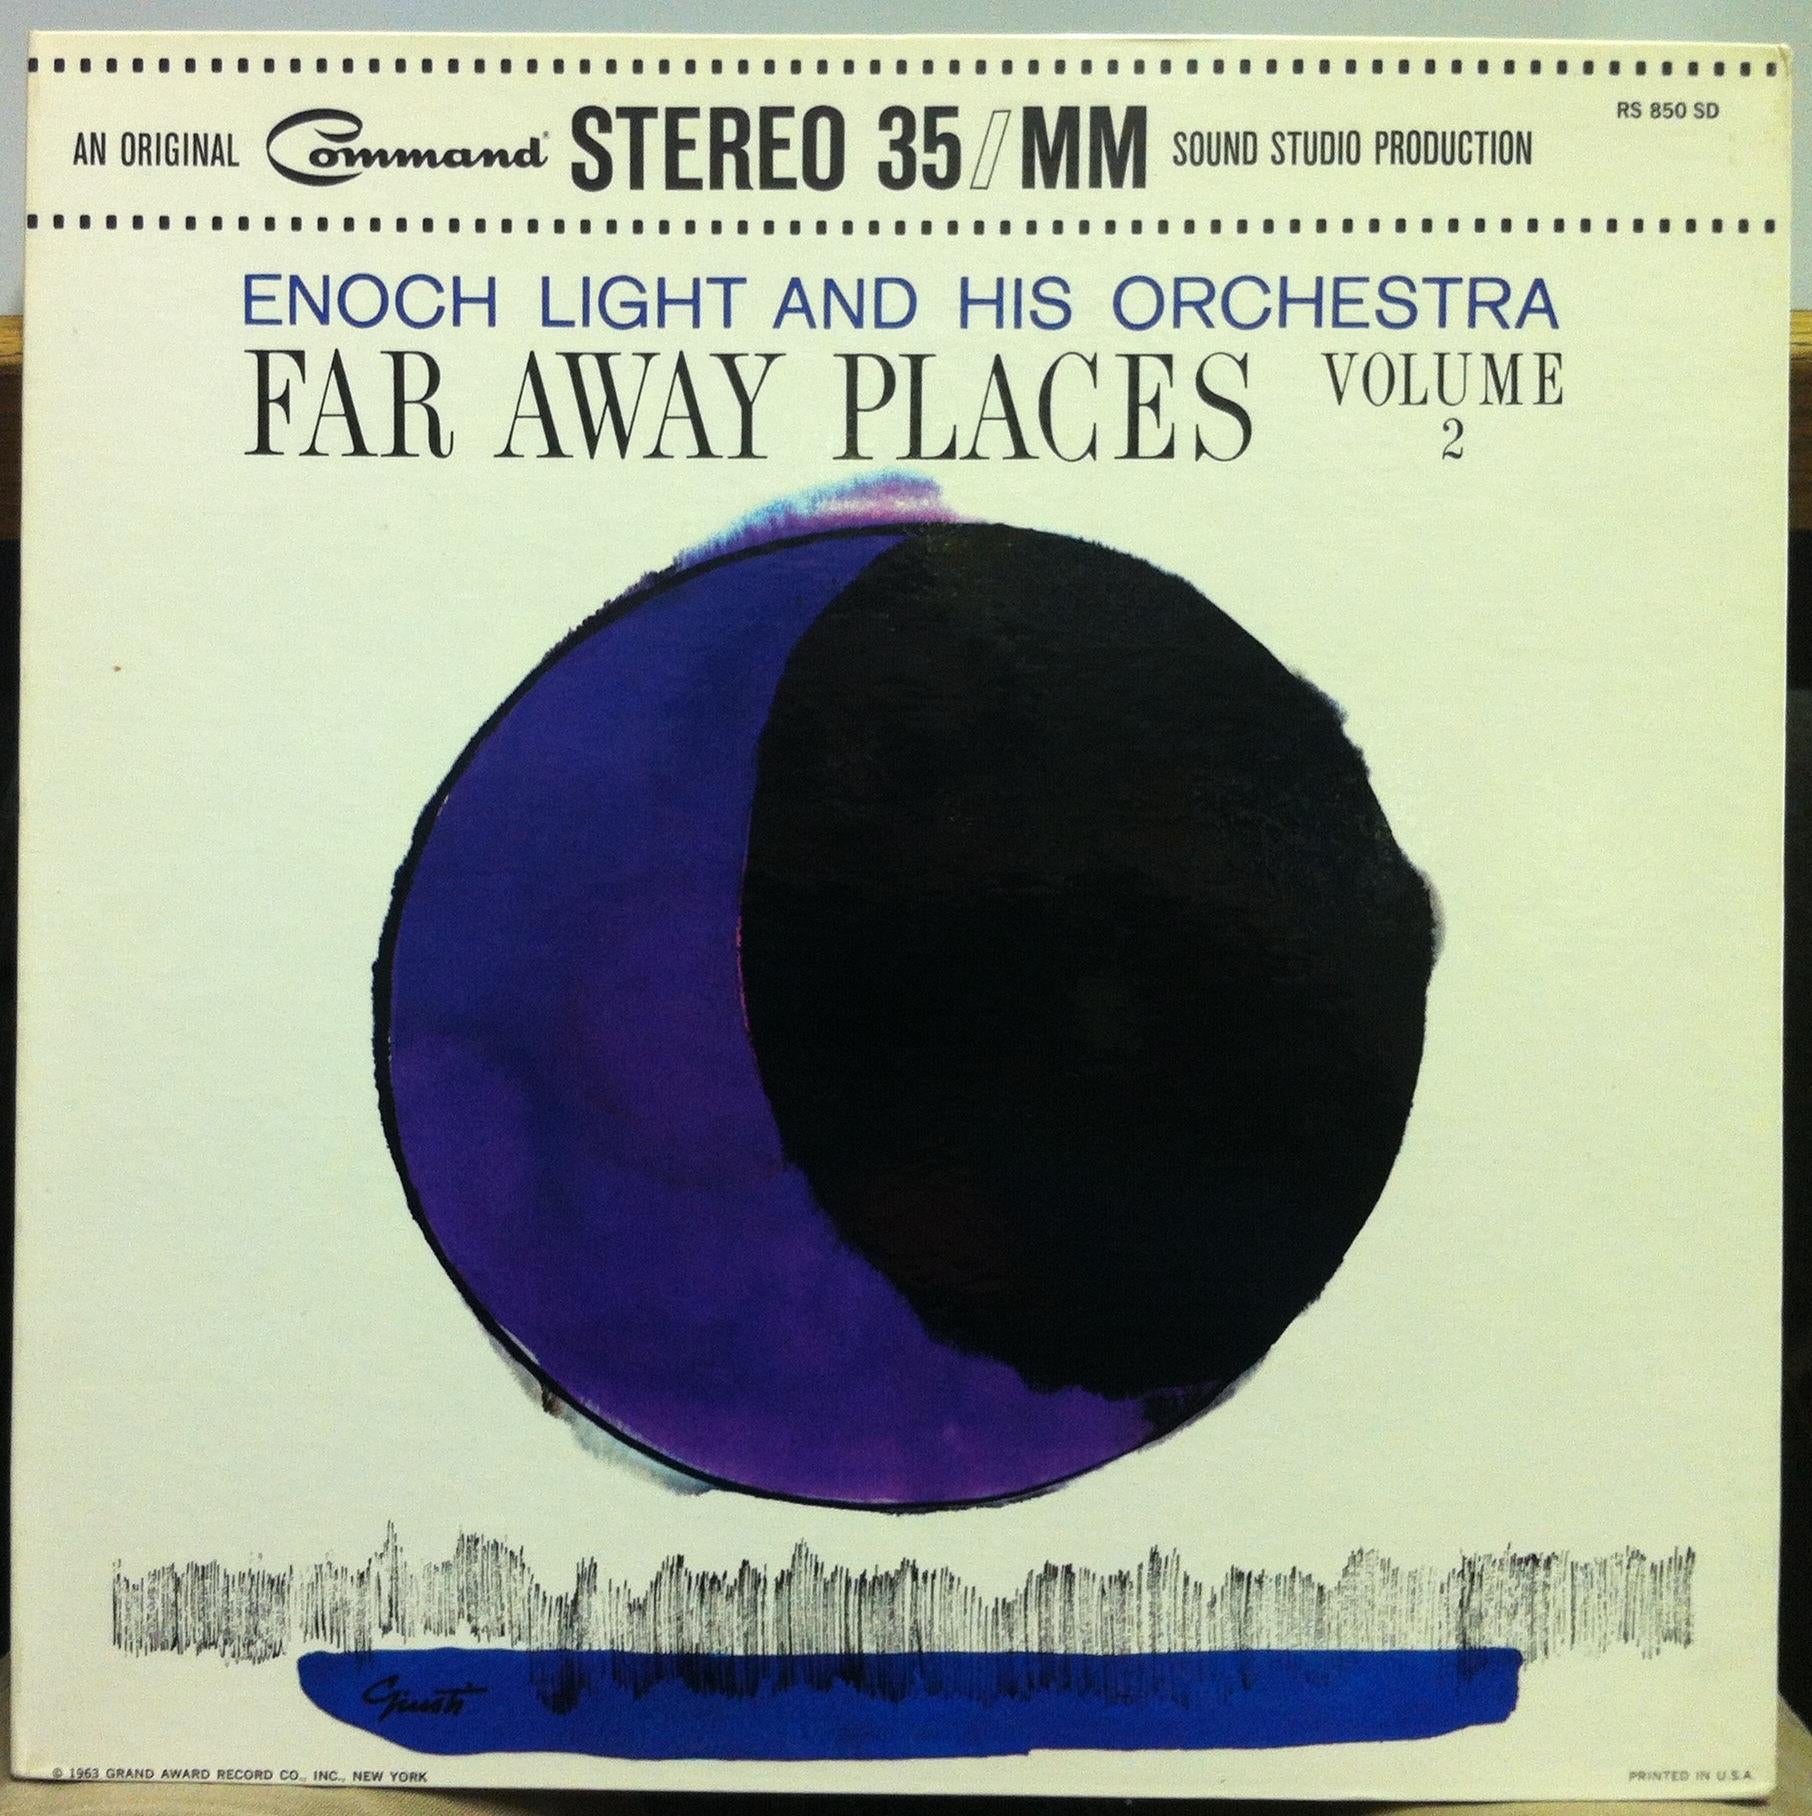 RS 850 SD
AN ORIGINAL Command® STEREO 35/MM SOUND STUDIO PRODUCTION
ENOCH LIGHT AND HIS ORCHESTRA
FAR AWAY PLACES VOLUME 2
Giusti
© 1963 GRAND AWARD RECORD CO., INC., NEW YORK
PRINTED IN U.S.A.